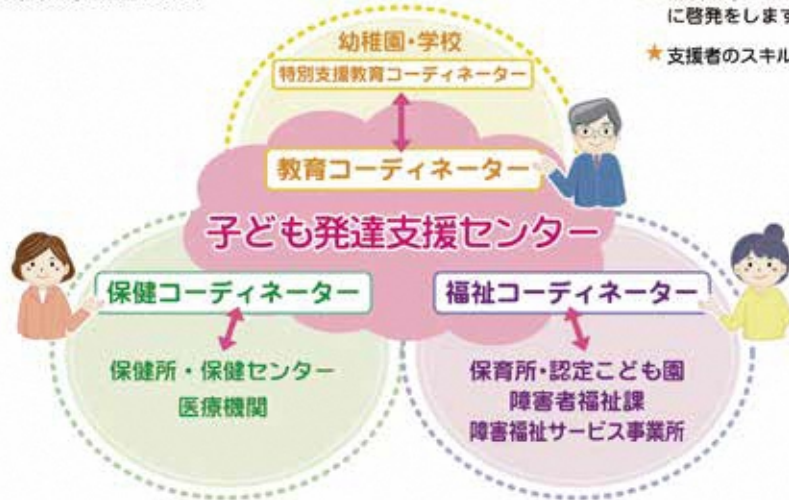 に啓発をします
★支援者のスキル
幼稚園・学校
特別支援教育コーディネーター
教育コーディネーター
子ども発達支援センター
保健コーディネーター
福祉コーディネーター
保健所・保健センター
医療機関
保育所・認定こども園
障害者福祉課
障害福祉サービス事業所